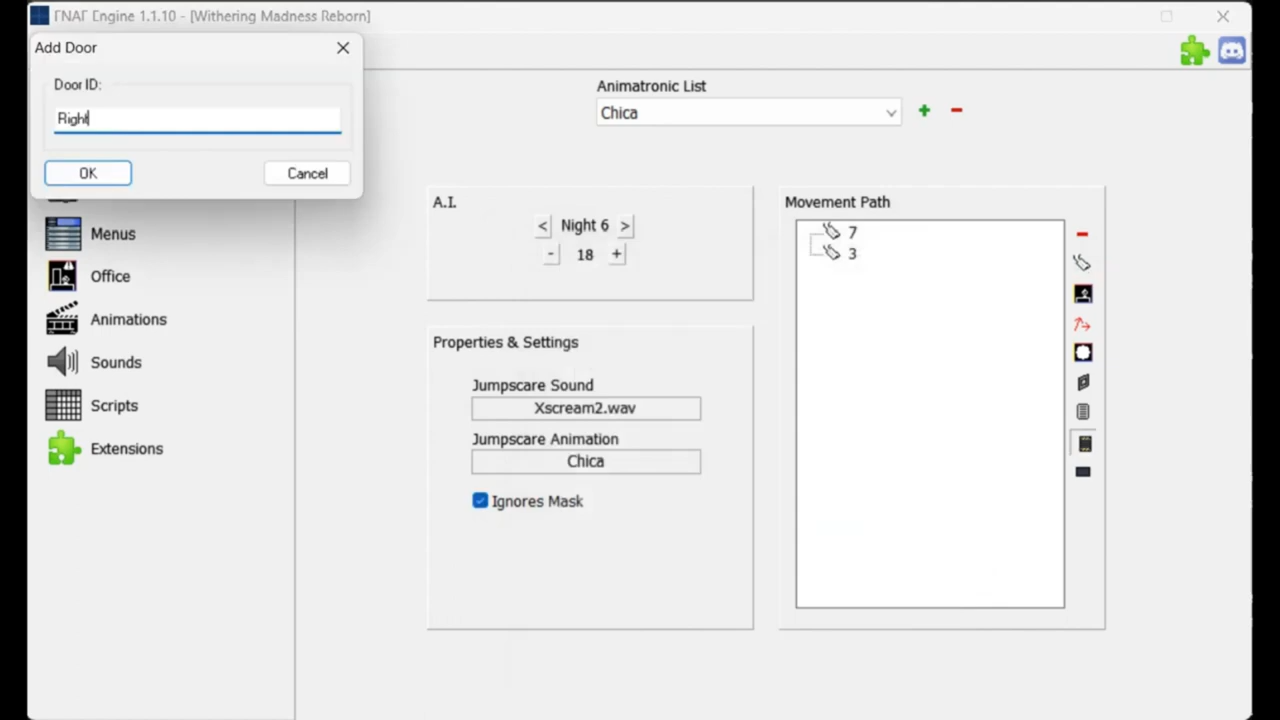 ГNAГ Engine 1.1.10 - [Withering Madness Reborn]
Add Door
Door ID:
Right
OK
Cancel
Animatronic List
Chica
Menus
Office
Animations
Sounds
Scripts
Extensions
A.I.
< Night 6 >
- 18 +
Properties & Settings
Jumpscare Sound
Xscream2.wav
Jumpscare Animation
Chica
Ignores Mask
Movement Path
7
3